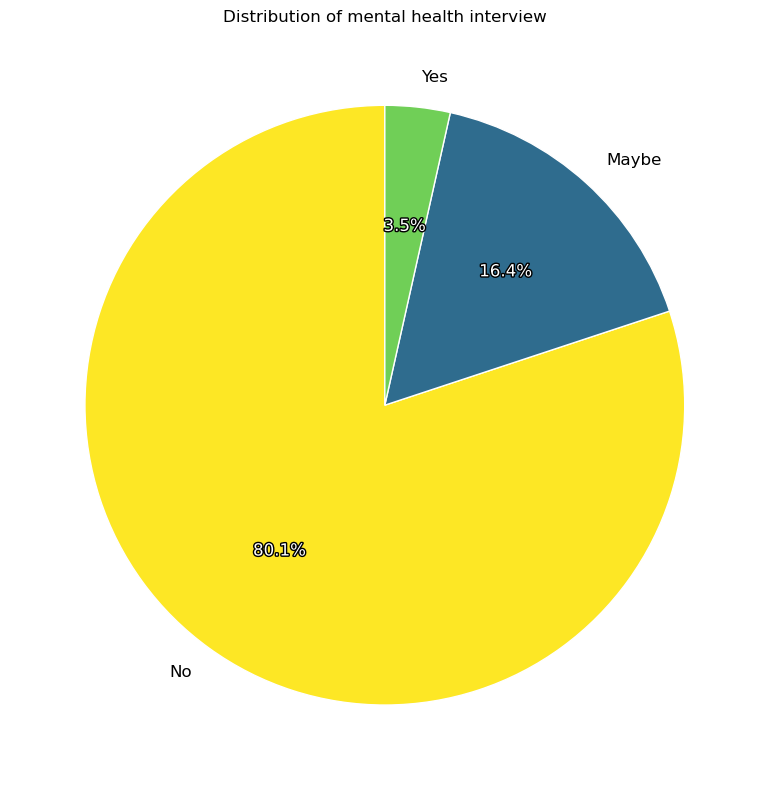 Distribution of mental health interview
Yes
Maybe
3.5%
16.4%
80.1%
No